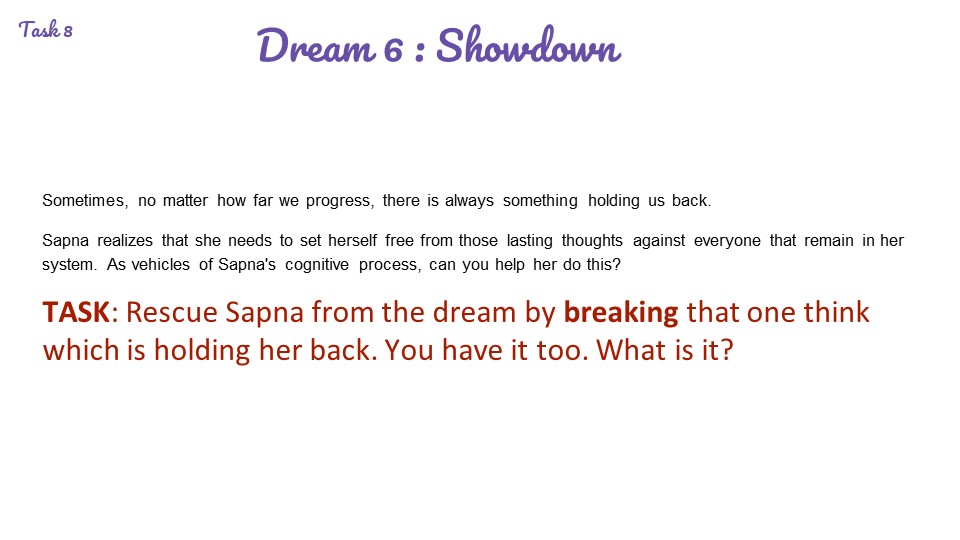 Task 8
Dream 6 : Showdown
Sometimes, no matter how far we progress, there is always something holding us back.
Sapna realizes that she needs to set herself free from those lasting thoughts against everyone that remain in her
system. As vehicles of Sapna's cognitive process, can you help her do this?
TASK: Rescue Sapna from the dream by breaking that one think
which is holding her back. You have it too. What is it?